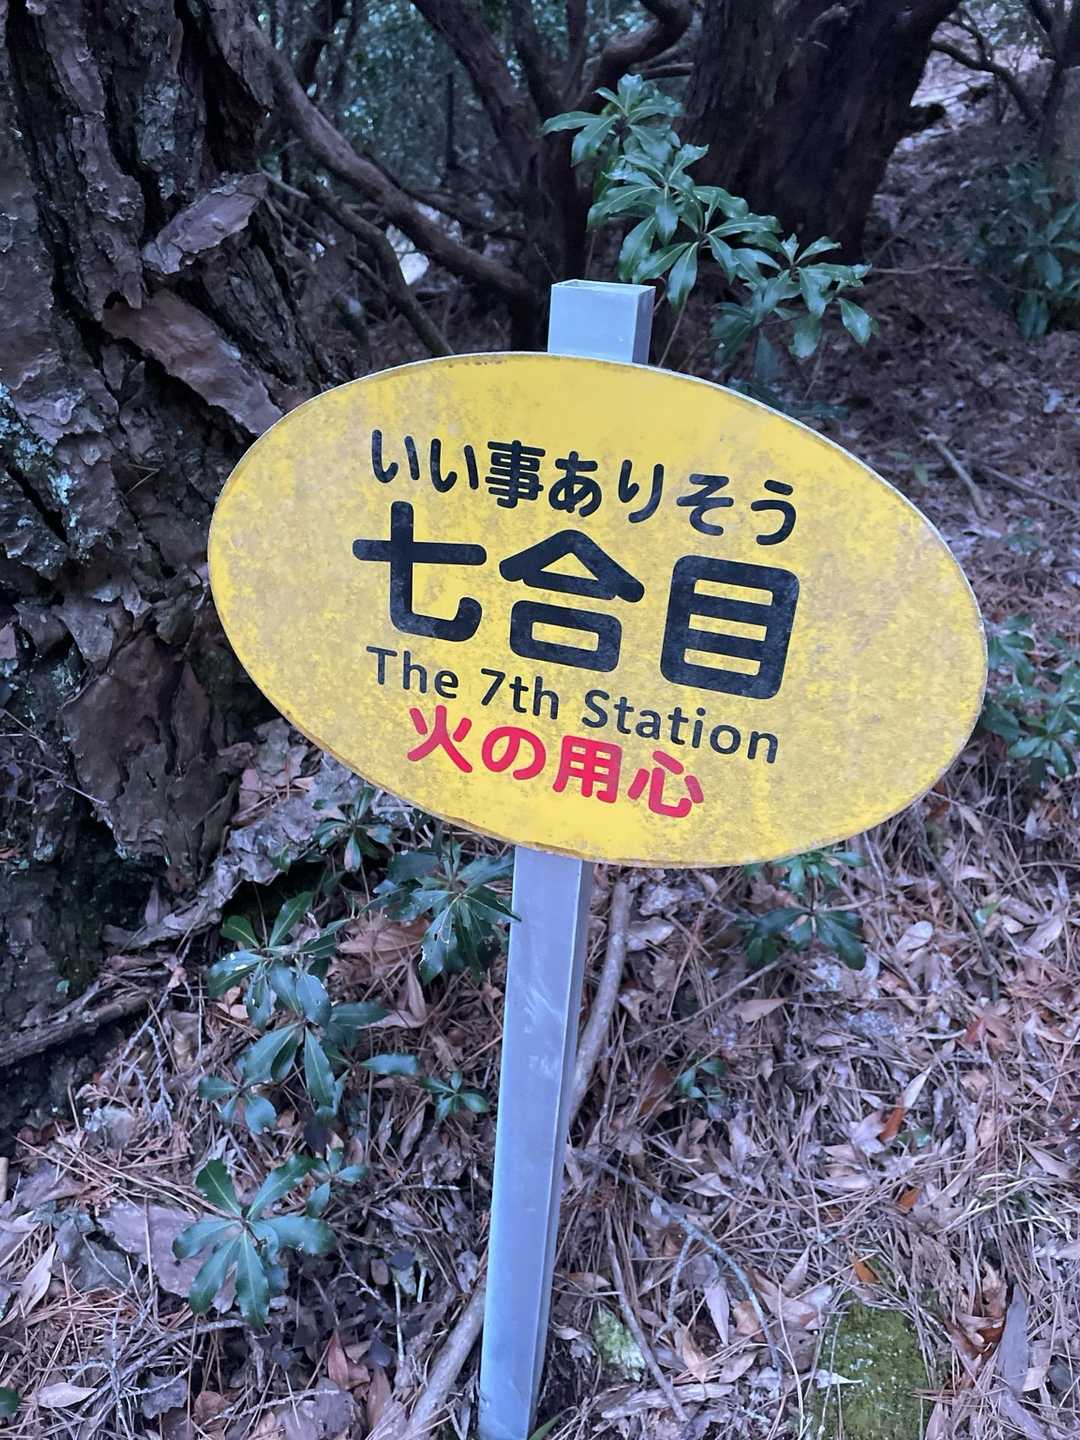 いい事ありそう
七合目
The 7th Station
火の用心